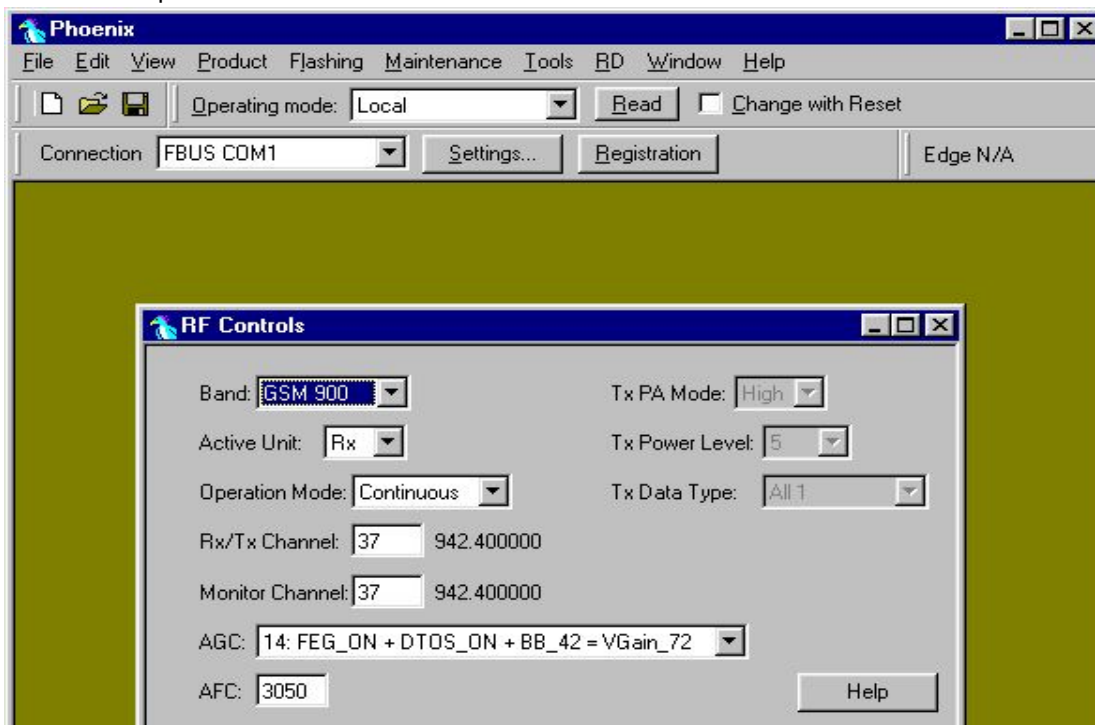 Phoenix
File Edit View Product Flashing Maintenance Tools RD Window Help
Operating mode: Local Read Change with Reset
Connection FBUS COM1 Settings... Registration Edge N/A
RF Controls
Band: GSM 900 Tx PA Mode: High
Active Unit: Rx Tx Power Level: 5
Operation Mode: Continuous Tx Data Type: All 1
Rx/Tx Channel: 37 942.400000
Monitor Channel: 37 942.400000
AGC: 14: FEG_ON + DTOS_ON + BB_42 = VGain_72
AFC: 3050 Help